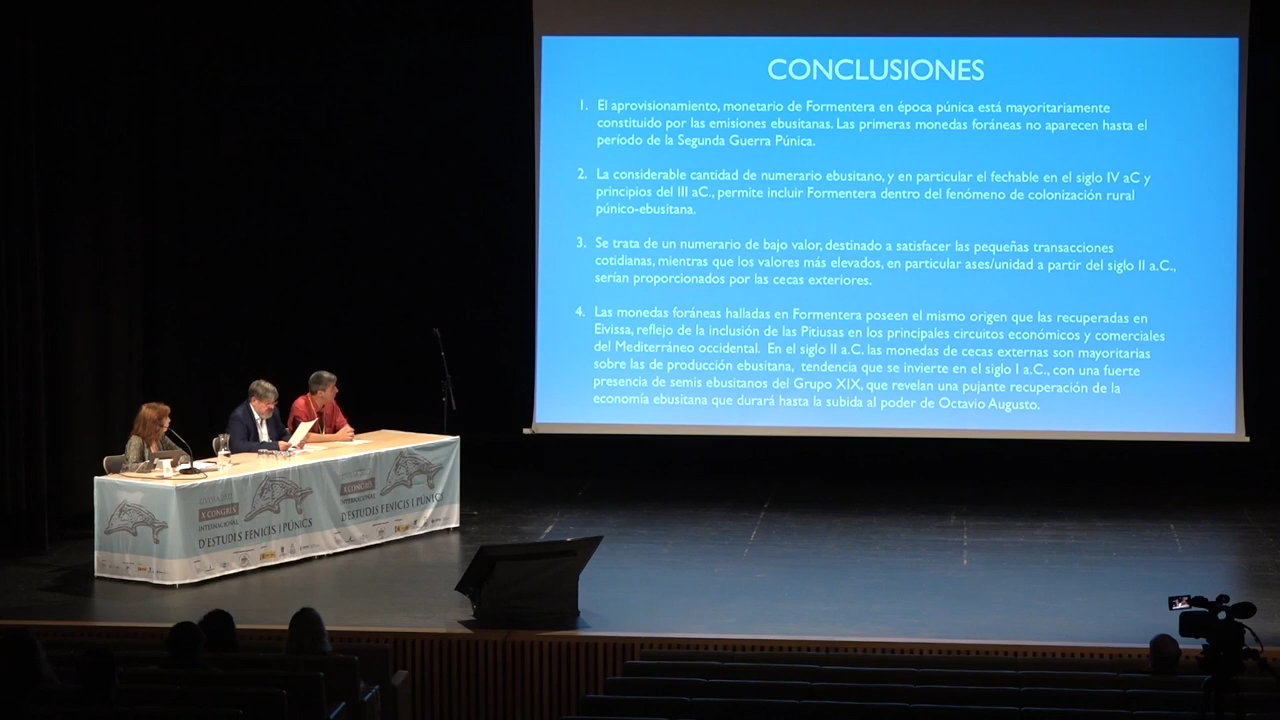 CONCLUSIONES
1. El aprovisionamiento, monetario de Formentera en época púnica está mayoritariamente
constituido por las emisiones ebusitanas. Las primeras monedas foráneas no aparecen hasta el
período de la Segunda Guerra Púnica.
2. La considerable cantidad de numerario ebusitano, y en particular el fechable en el siglo IV aC y
principios del III aC., permite incluir Formentera dentro del fenómeno de colonización rural
púnico-ebusitana.
3. Se trata de un numerario de bajo valor, destinado a satisfacer las pequeñas transacciones
cotidianas, mientras que los valores más elevados, en particular ases/unidad a partir del siglo II a.C.,
serían proporcionados por las cecas exteriores.
4. Las monedas foráneas halladas en Formentera poseen el mismo origen que las recuperadas en
Eivissa, reflejo de la inclusión de las Pitiusas en los principales circuitos económicos y comerciales
del Mediterráneo occidental. En el siglo II a.C. las monedas de cecas externas son mayoritarias
sobre las de producción ebusitana, tendencia que se invierte en el siglo I a.C., con una fuerte
presencia de semis ebusitanos del Grupo XIX, que revelan una pujante recuperación de la
economía ebusitana que durará hasta la subida al poder de Octavio Augusto.
X CONGRÉS
INTERNACIONAL
D'ESTUDIS FENICIS I PÚNICS
X CONGRÉS
INTERNACIONAL
D'ESTUDIS FENICIS I PÚNICS